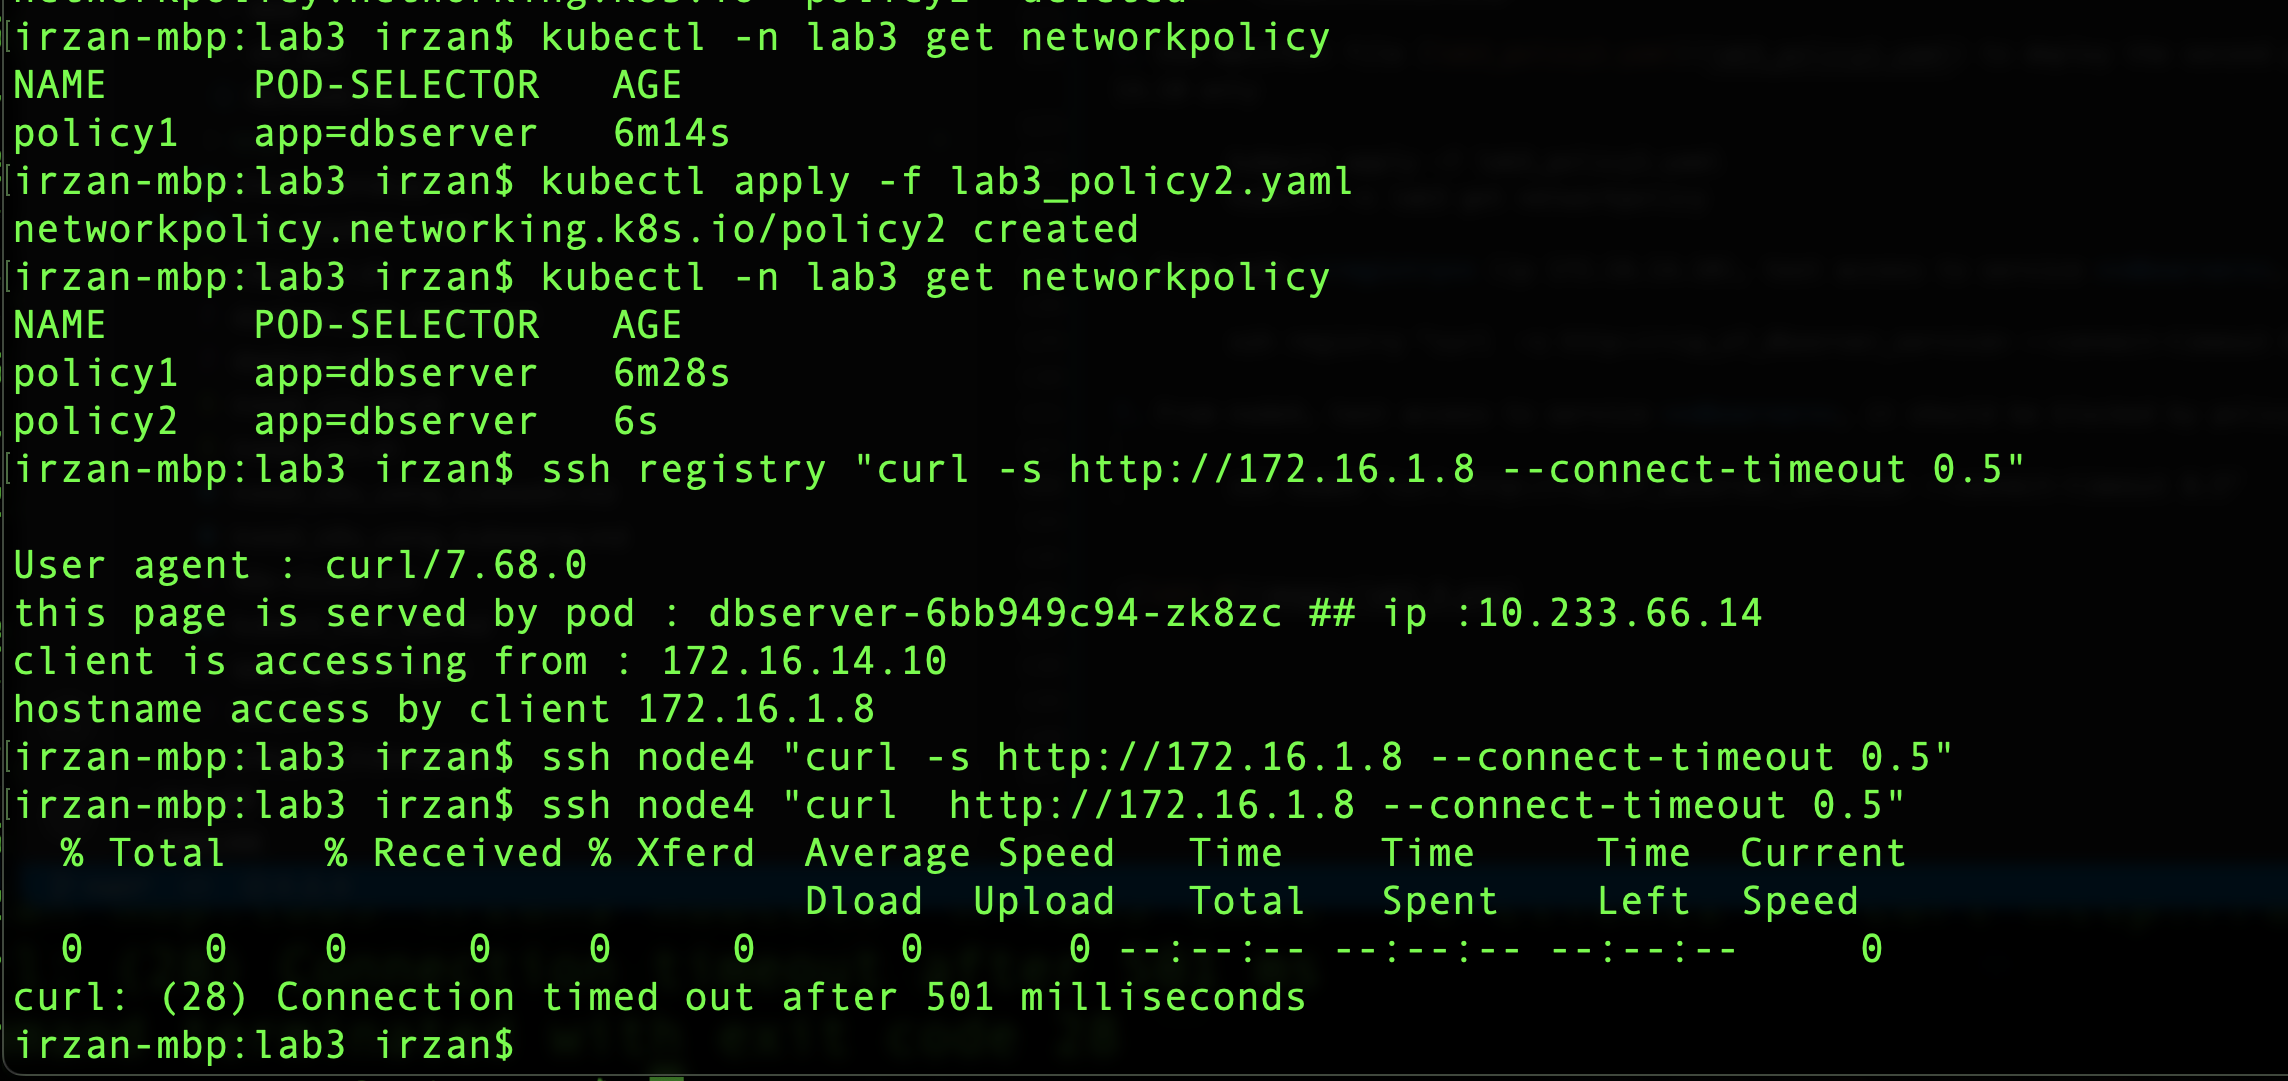 networkpolicy.networking.k8s.io "policy2" deleted
irzan-mbp:lab3 irzan$ kubectl -n lab3 get networkpolicy
NAME      POD-SELECTOR   AGE
policy1   app=dbserver   6m14s
irzan-mbp:lab3 irzan$ kubectl apply -f lab3_policy2.yaml
networkpolicy.networking.k8s.io/policy2 created
irzan-mbp:lab3 irzan$ kubectl -n lab3 get networkpolicy
NAME      POD-SELECTOR   AGE
policy1   app=dbserver   6m28s
policy2   app=dbserver   6s
irzan-mbp:lab3 irzan$ ssh registry "curl -s http://172.16.1.8 --connect-timeout 0.5"
User agent : curl/7.68.0
this page is served by pod : dbserver-6bb949c94-zk8zc ## ip :10.233.66.14
client is accessing from : 172.16.14.10
hostname access by client 172.16.1.8
irzan-mbp:lab3 irzan$ ssh node4 "curl -s http://172.16.1.8 --connect-timeout 0.5"
irzan-mbp:lab3 irzan$ ssh node4 "curl  http://172.16.1.8 --connect-timeout 0.5"
  % Total    % Received % Xferd  Average Speed   Time    Time     Time  Current
                                 Dload  Upload   Total   Spent    Left  Speed
  0     0    0     0    0     0      0      0 --:--:-- --:--:-- --:--:--     0
curl: (28) Connection timed out after 501 milliseconds
irzan-mbp:lab3 irzan$